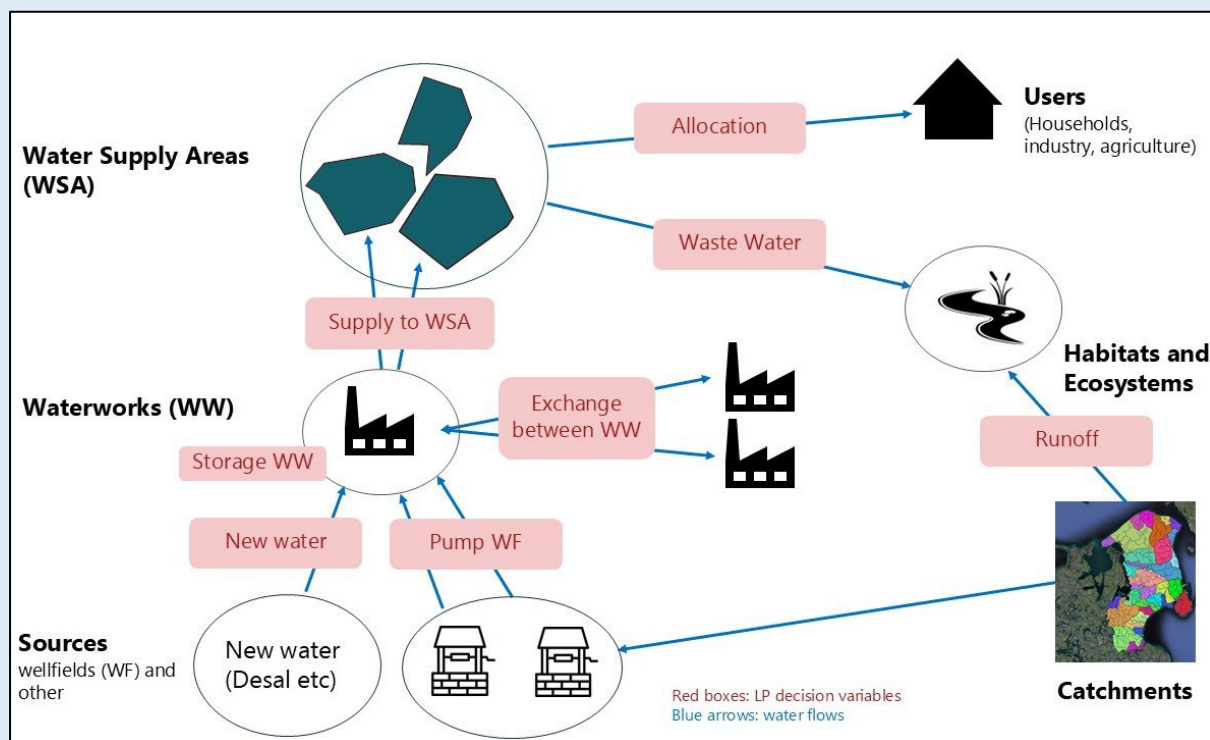 Water Supply Areas
(WSA)
Allocation
Users
(Households,
industry, agriculture)
Waste Water
Supply to WSA
Habitats and
Ecosystems
Waterworks (WW)
Exchange
between WW
Storage WW
Runoff
New water
Pump WF
Sources
wellfields (WF) and
other
New water
(Desal etc)
Red boxes: LP decision variables
Blue arrows: water flows
Catchments